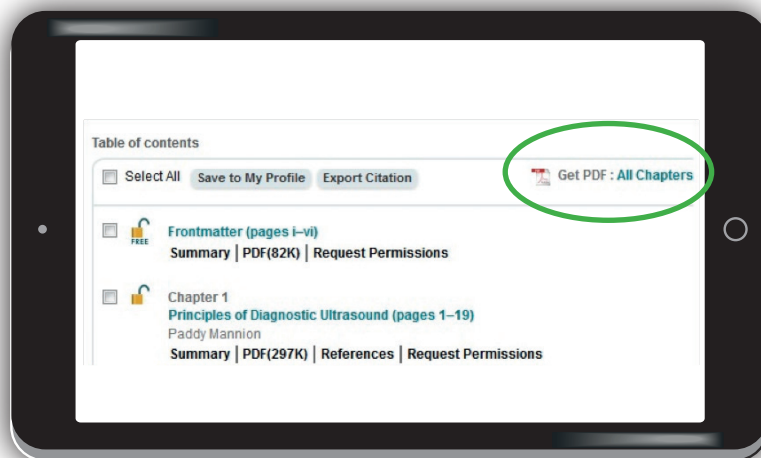 Table of contents
Select All Save to My Profile Export Citation Get PDF : All Chapters
FREE
Frontmatter (pages i–vi)
Summary | PDF(82K) | Request Permissions
Chapter 1
Principles of Diagnostic Ultrasound (pages 1–19)
Paddy Mannion
Summary | PDF(297K) | References | Request Permissions